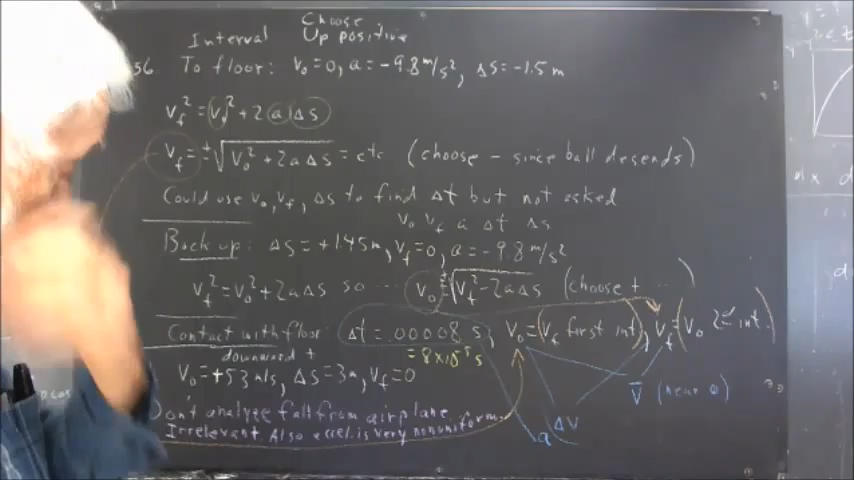 Choose
Interval Up positive
56. To floor: v₀ = 0, a = -9.8 m/s², Δs = -1.5 m
v_f² = v₀² + 2aΔs
v_f = ±√(v₀² + 2aΔs) = etc (choose – since ball descends)
Could use v₀, v_f, Δs to find Δt but not asked
v₀ v_f a Δt Δs
Back up: Δs = +1.45 m, v_f = 0, a = -9.8 m/s²
v_f² = v₀² + 2aΔs so ··· v₀ = ±√(v_f² - 2aΔs) (choose + ···)
Contact with floor: Δt = .00008 s, v₀ = (v_f first int), v_f = (v₀ 2nd int.)
= 8×10⁻⁵ s
downward +
v₀ = +53 m/s, Δs = 3m, v_f = 0
v̄ (near 0)
Don't analyze fall from airplane.
Irrelevant. Also accel. is very nonuniform.
ΔV
a